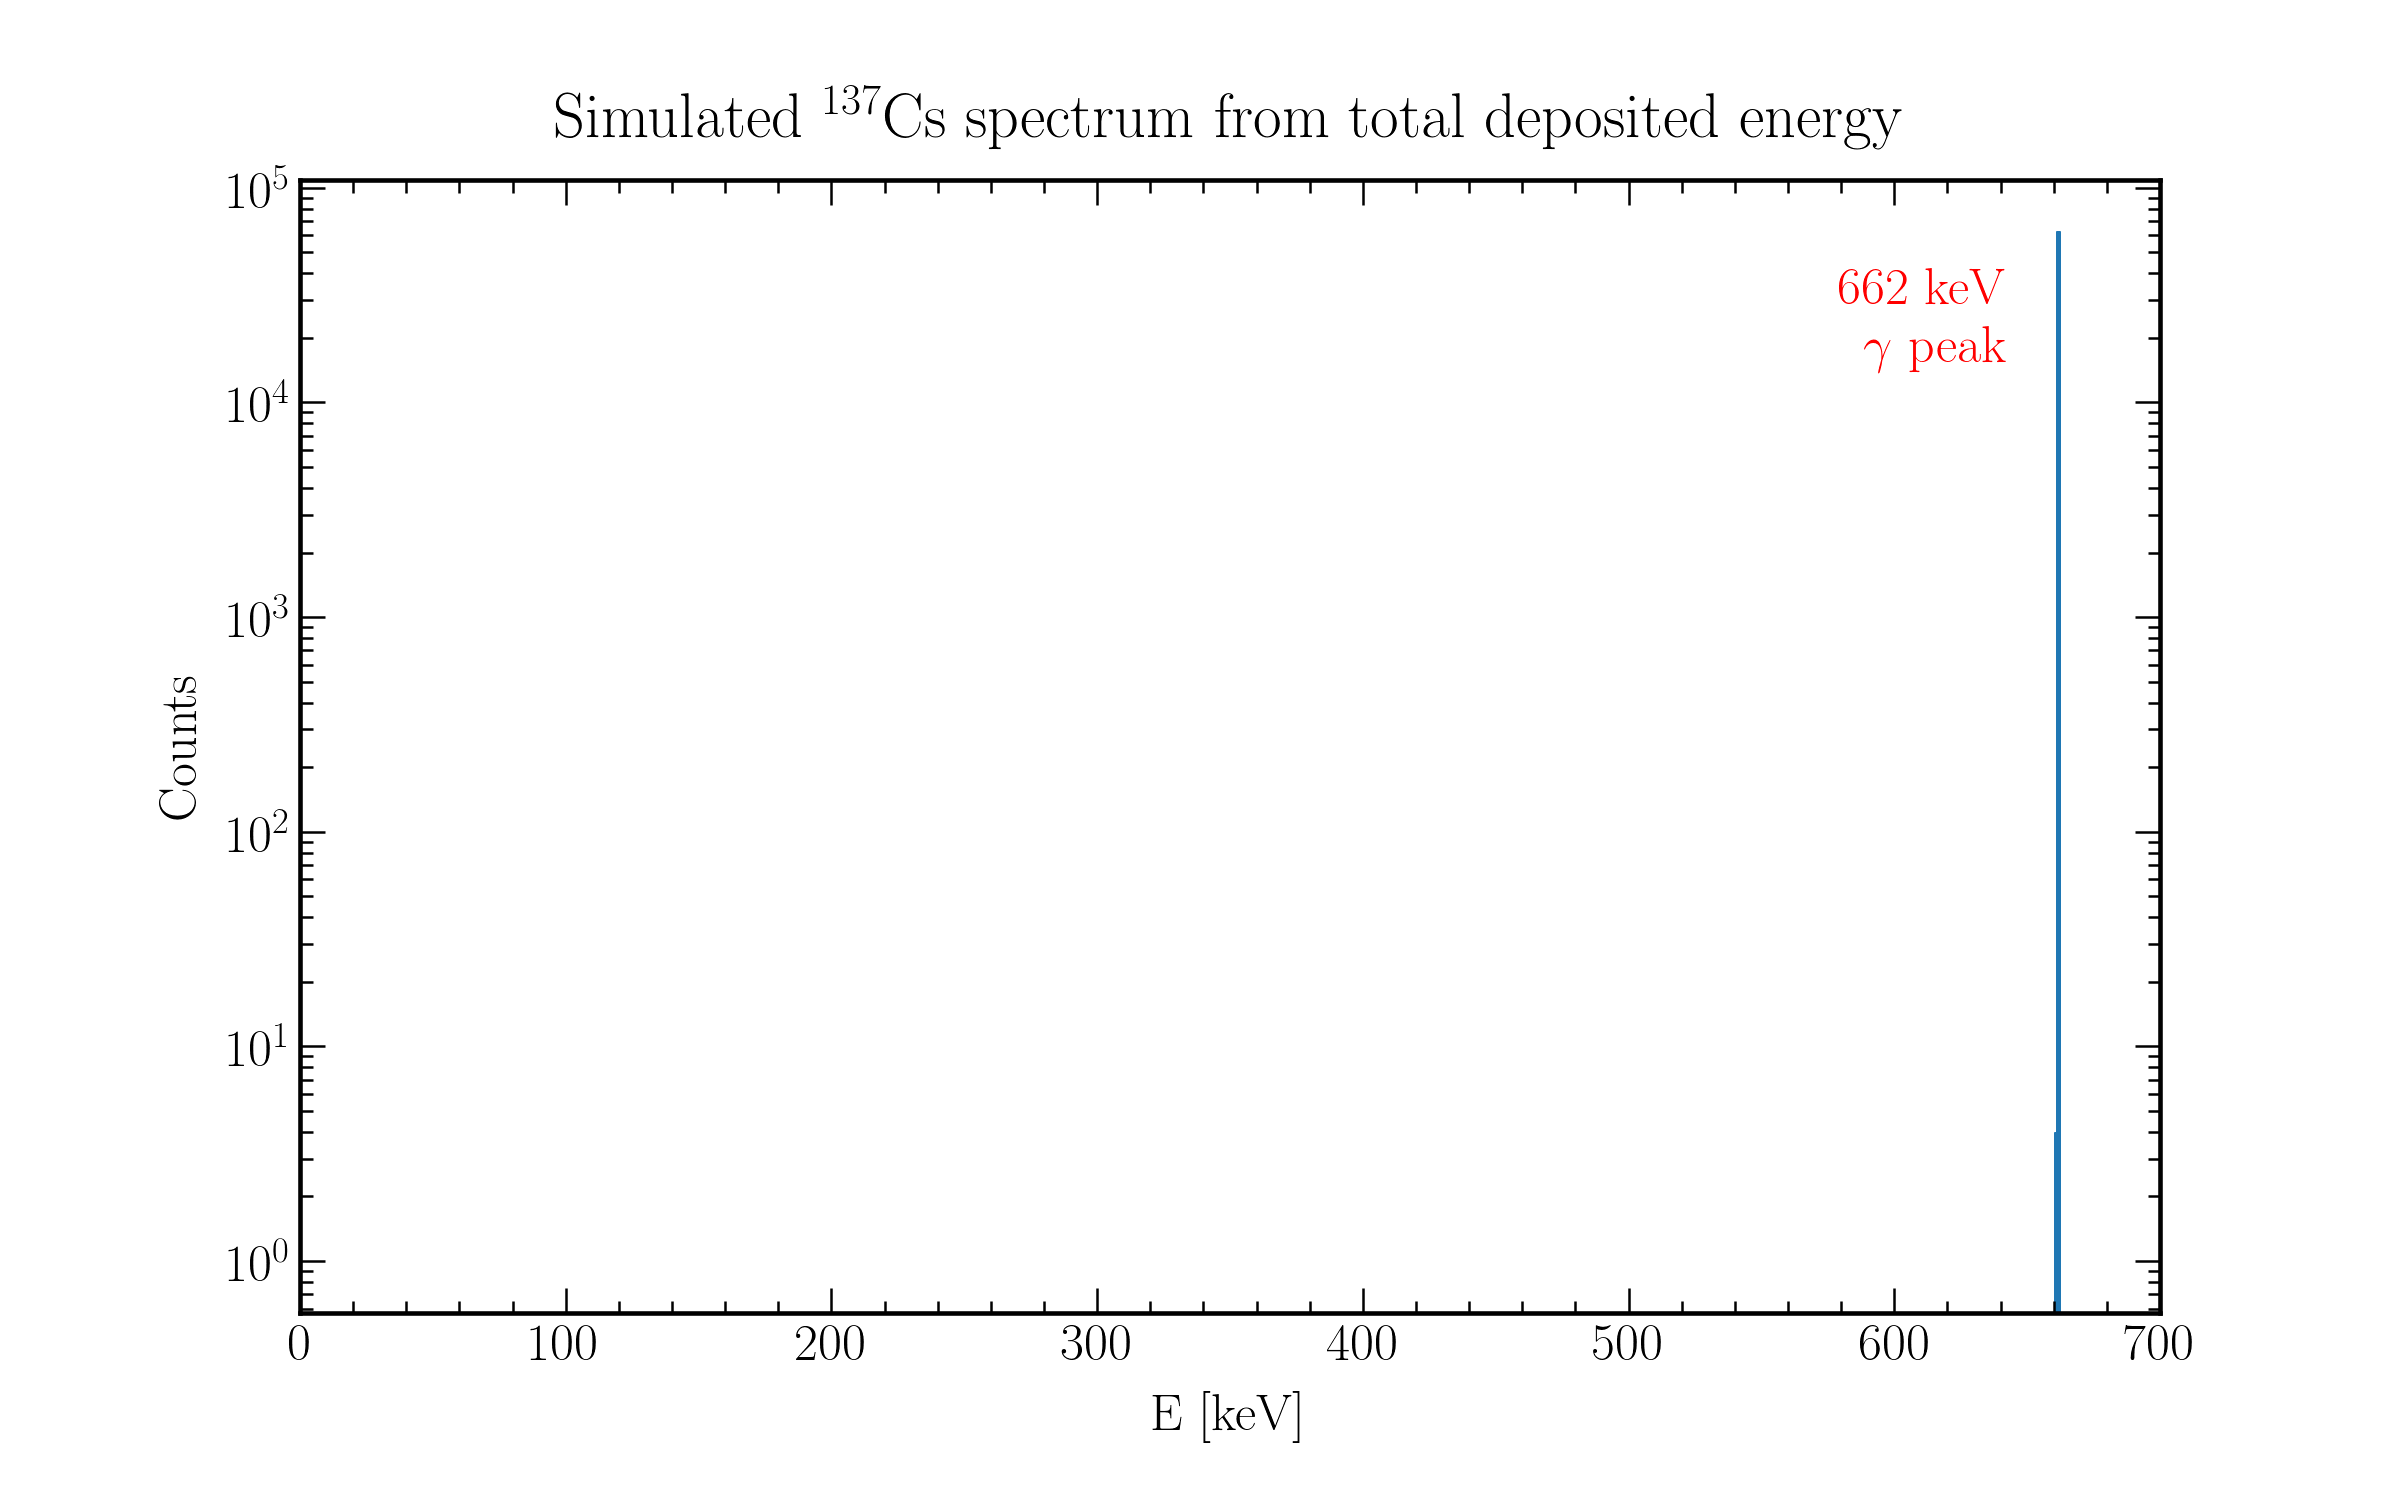 Simulated ¹³⁷Cs spectrum from total deposited energy
10⁵
10⁴
10³
10²
10¹
10⁰
Counts
662 keV
γ peak
0 100 200 300 400 500 600 700
E [keV]